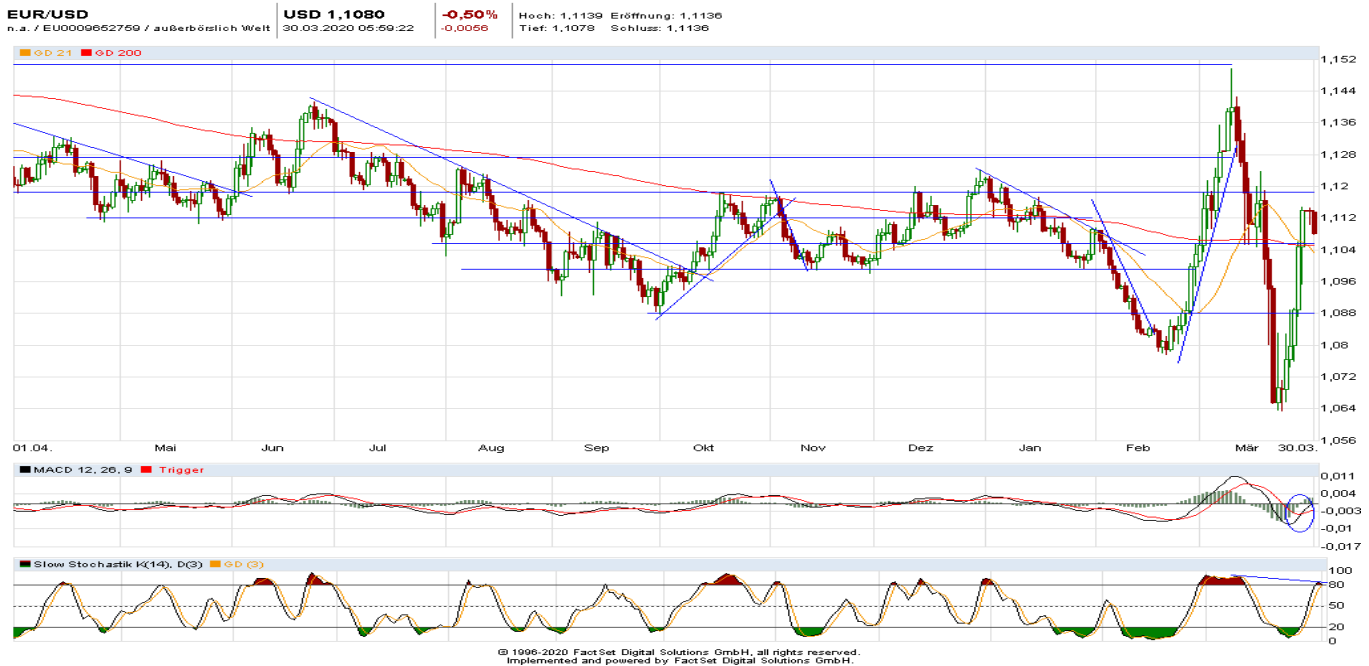 EUR/USD
n.a. / EU0009652759 / außerbörslich Welt
USD 1,1080
30.03.2020 05:59:22
-0,50%
-0,0056
Hoch: 1,1139 Eröffnung: 1,1136
Tief: 1,1078 Schluss: 1,1136
GD 21 GD 200
1,152
1,144
1,136
1,128
1,12
1,112
1,104
1,096
1,088
1,08
1,072
1,064
1,056
01.04. Mai Jun Jul Aug Sep Okt Nov Dez Jan Feb Mär 30.03.
MACD 12, 26, 9 Trigger
0,011
0,004
-0,003
-0,01
-0,017
Slow Stochastik K(14), D(3) GD (3)
100
80
50
20
0
© 1996-2020 FactSet Digital Solutions GmbH, all rights reserved.
Implemented and powered by FactSet Digital Solutions GmbH.